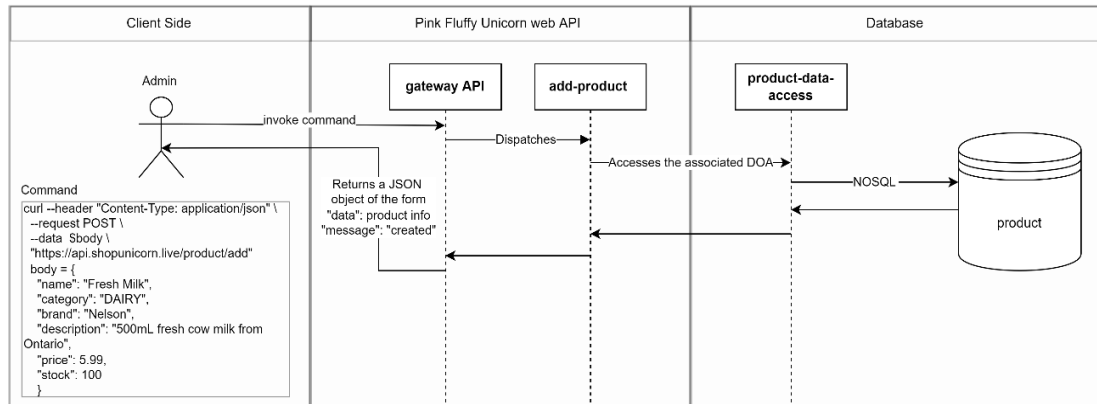 Client Side
Pink Fluffy Unicorn web API
Database
Admin
gateway API
add-product
product-data-
access
invoke command
Dispatches
Accesses the associated DOA
NOSQL
product
Returns a JSON
object of the form
"data": product info
"message": "created"
Command
curl --header "Content-Type: application/json" \
--request POST \
--data $body \
"https://api.shopunicorn.live/product/add"
body = {
"name": "Fresh Milk",
"category": "DAIRY",
"brand": "Nelson",
"description": "500mL fresh cow milk from
Ontario",
"price": 5.99,
"stock": 100
}